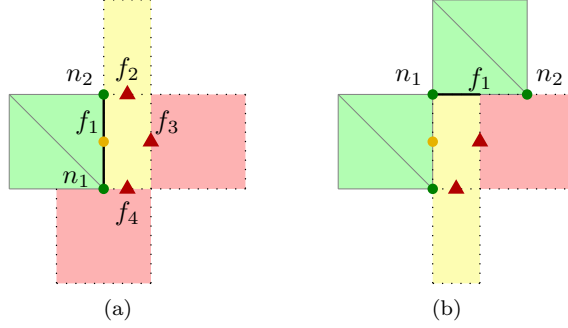 n₂ f₂
f₁ f₃
n₁
f₄
(a)
n₁ f₁ n₂
(b)